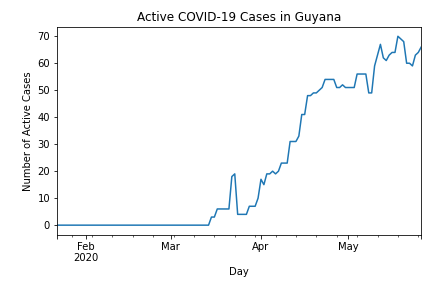 Active COVID-19 Cases in Guyana
70
60
50
40
30
20
10
0
Number of Active Cases
Feb Mar Apr May
2020
Day